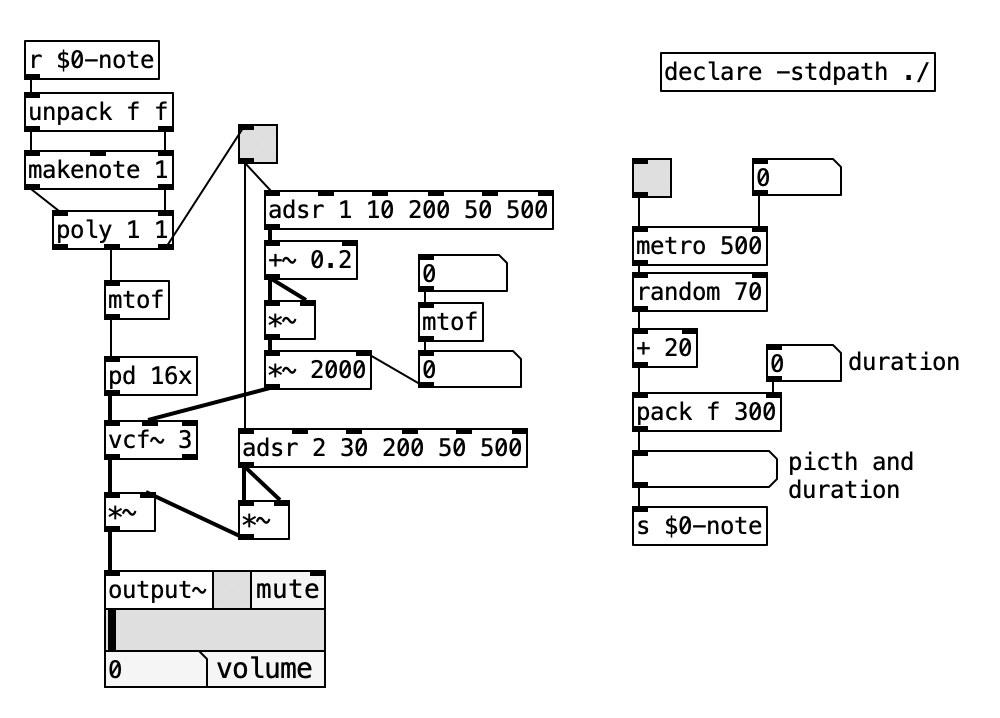 r $0-note
unpack f f
makenote 1
poly 1 1
mtof
pd 16x
vcf~ 3
*~
adsr 1 10 200 50 500
+~ 0.2
*~
*~ 2000
0
mtof
0
adsr 2 30 200 50 500
*~
output~ mute
0 volume
declare -stdpath ./
0
metro 500
random 70
+ 20
0 duration
pack f 300
picth and
duration
s $0-note